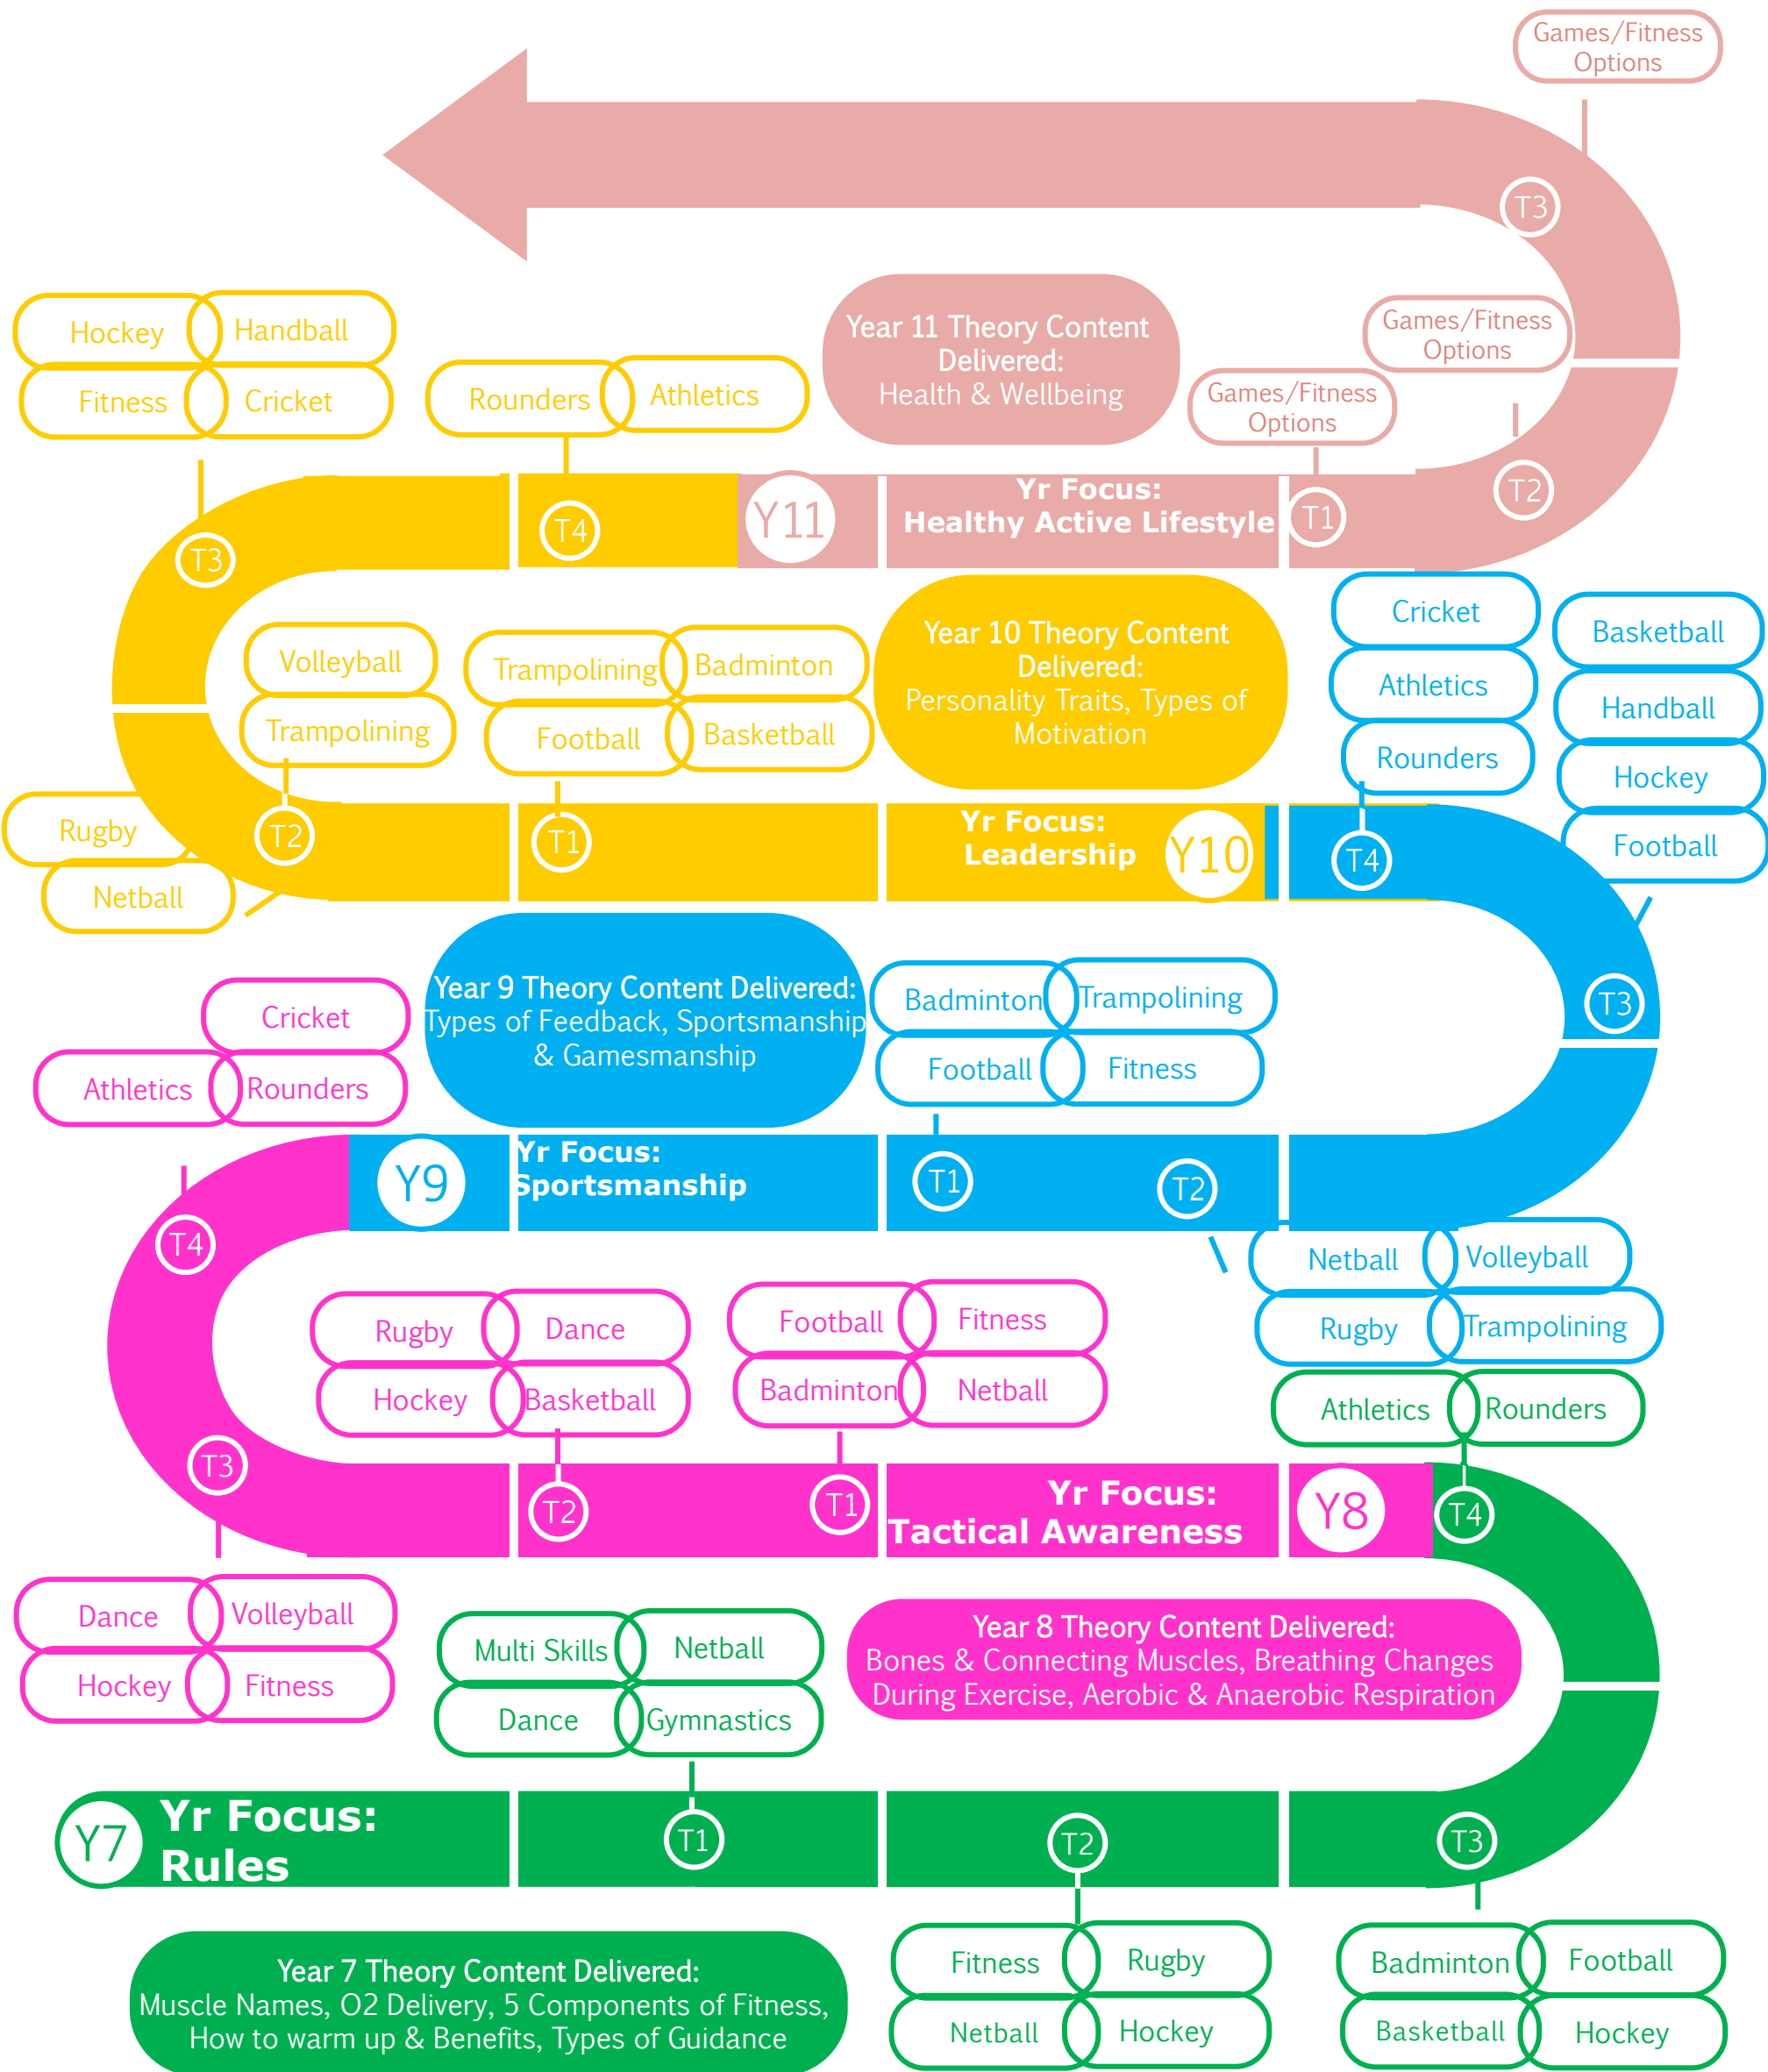 Games/Fitness
Options
T3
Hockey
Handball
Fitness
Cricket
Rounders
Athletics
Year 11 Theory Content
Delivered:
Health & Wellbeing
Games/Fitness
Options
Games/Fitness
Options
T3
T4
Y11
Yr Focus:
Healthy Active Lifestyle
T1
T2
Volleyball
Trampolining
Trampolining
Badminton
Football
Basketball
Year 10 Theory Content
Delivered:
Personality Traits, Types of
Motivation
Cricket
Athletics
Rounders
Basketball
Handball
Hockey
Football
Rugby
Netball
T2
T1
Yr Focus:
Leadership
Y10
T4
T3
Cricket
Athletics
Rounders
Year 9 Theory Content Delivered:
Types of Feedback, Sportsmanship
& Gamesmanship
Badminton
Trampolining
Football
Fitness
T4
Y9
Yr Focus:
Sportsmanship
T1
T2
Netball
Volleyball
Rugby
Trampolining
Rugby
Dance
Hockey
Basketball
Football
Fitness
Badminton
Netball
Athletics
Rounders
T3
T2
T1
Yr Focus:
Tactical Awareness
Y8
T4
Dance
Volleyball
Hockey
Fitness
Multi Skills
Netball
Dance
Gymnastics
Year 8 Theory Content Delivered:
Bones & Connecting Muscles, Breathing Changes
During Exercise, Aerobic & Anaerobic Respiration
Y7
Yr Focus:
Rules
T1
T2
T3
Year 7 Theory Content Delivered:
Muscle Names, O2 Delivery, 5 Components of Fitness,
How to warm up & Benefits, Types of Guidance
Fitness
Rugby
Netball
Hockey
Badminton
Football
Basketball
Hockey